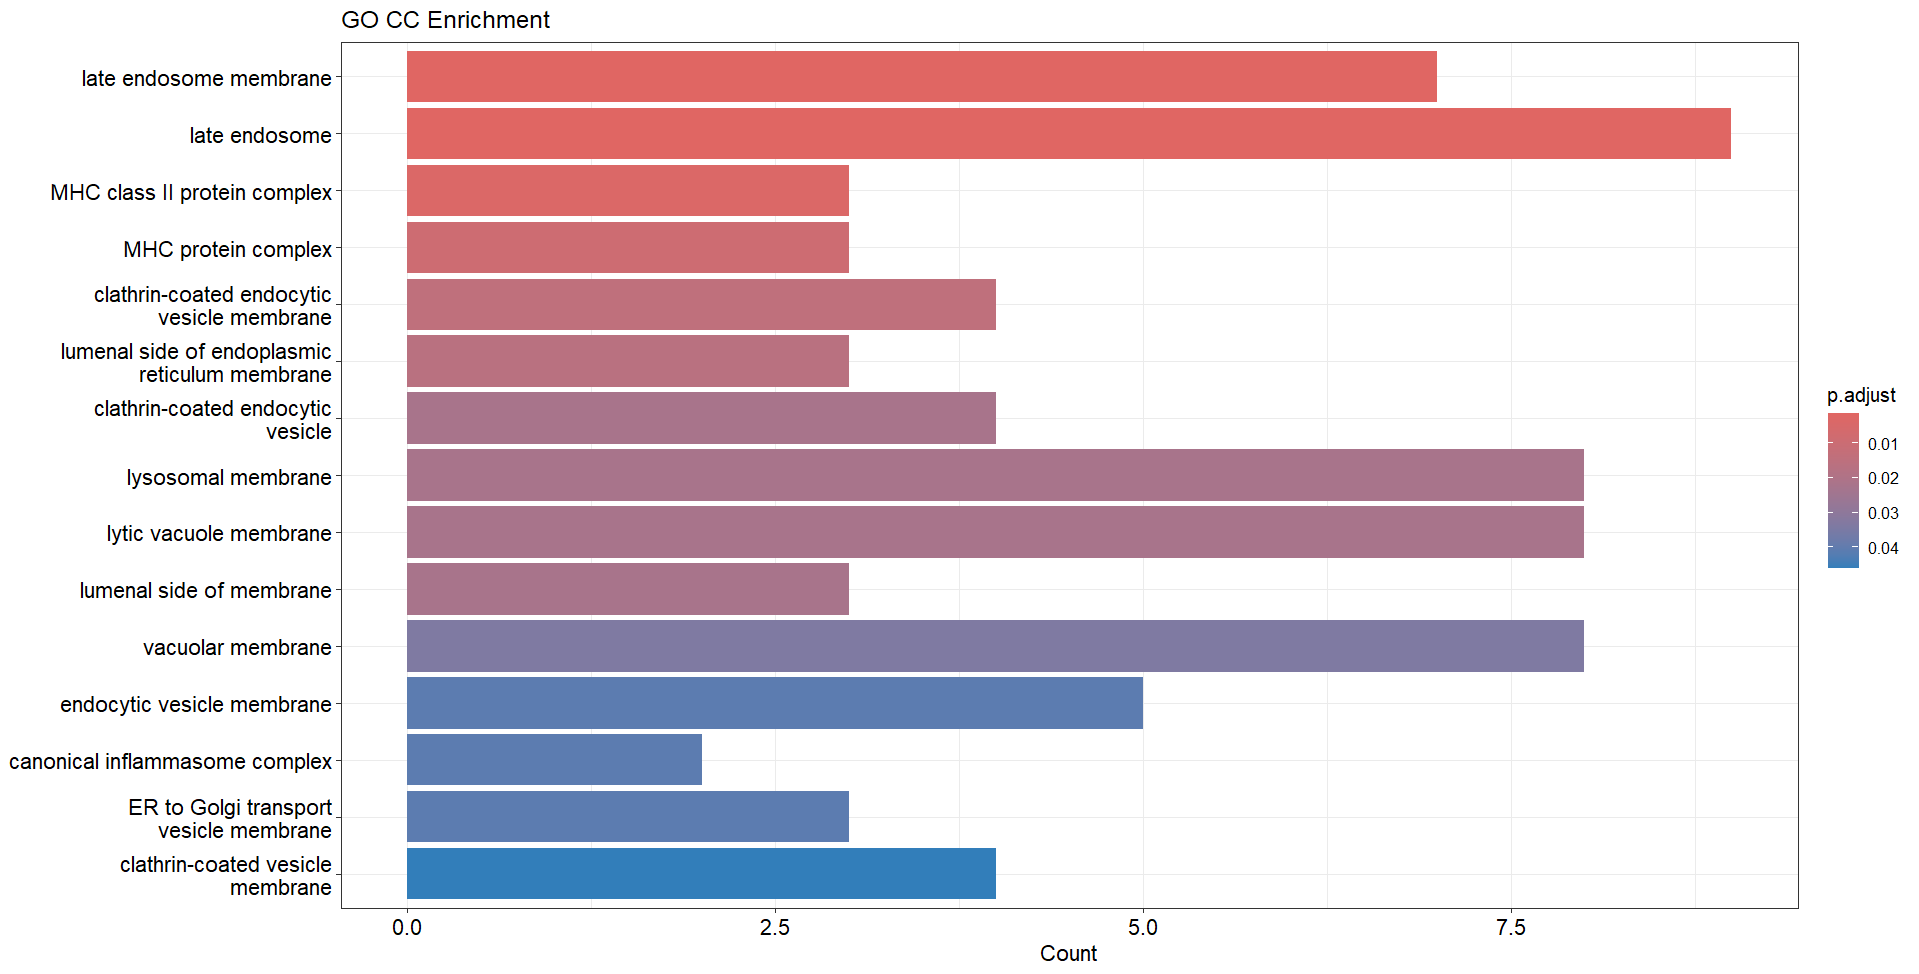 GO CC Enrichment
late endosome membrane
late endosome
MHC class II protein complex
MHC protein complex
clathrin-coated endocytic
vesicle membrane
lumenal side of endoplasmic
reticulum membrane
clathrin-coated endocytic
vesicle
lysosomal membrane
lytic vacuole membrane
lumenal side of membrane
vacuolar membrane
endocytic vesicle membrane
canonical inflammasome complex
ER to Golgi transport
vesicle membrane
clathrin-coated vesicle
membrane
0.0 2.5 5.0 7.5
Count
p.adjust
0.01
0.02
0.03
0.04